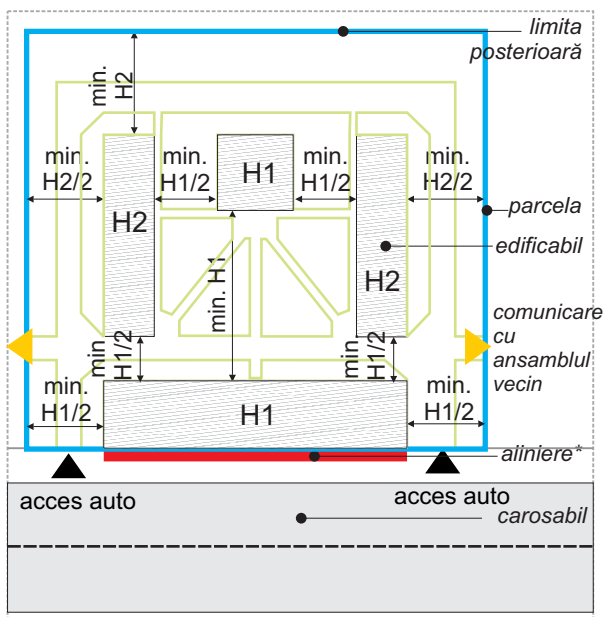 limita
posterioară
min.
H2
min.
H2/2
min.
H1/2
H1
min.
H1/2
min.
H2/2
parcela
H2
edificabil
H2
min. H1
comunicare
cu
ansamblul
vecin
min
H1/2
min
H1/2
min.
H1/2
H1
min.
H1/2
aliniere*
acces auto
acces auto
carosabil